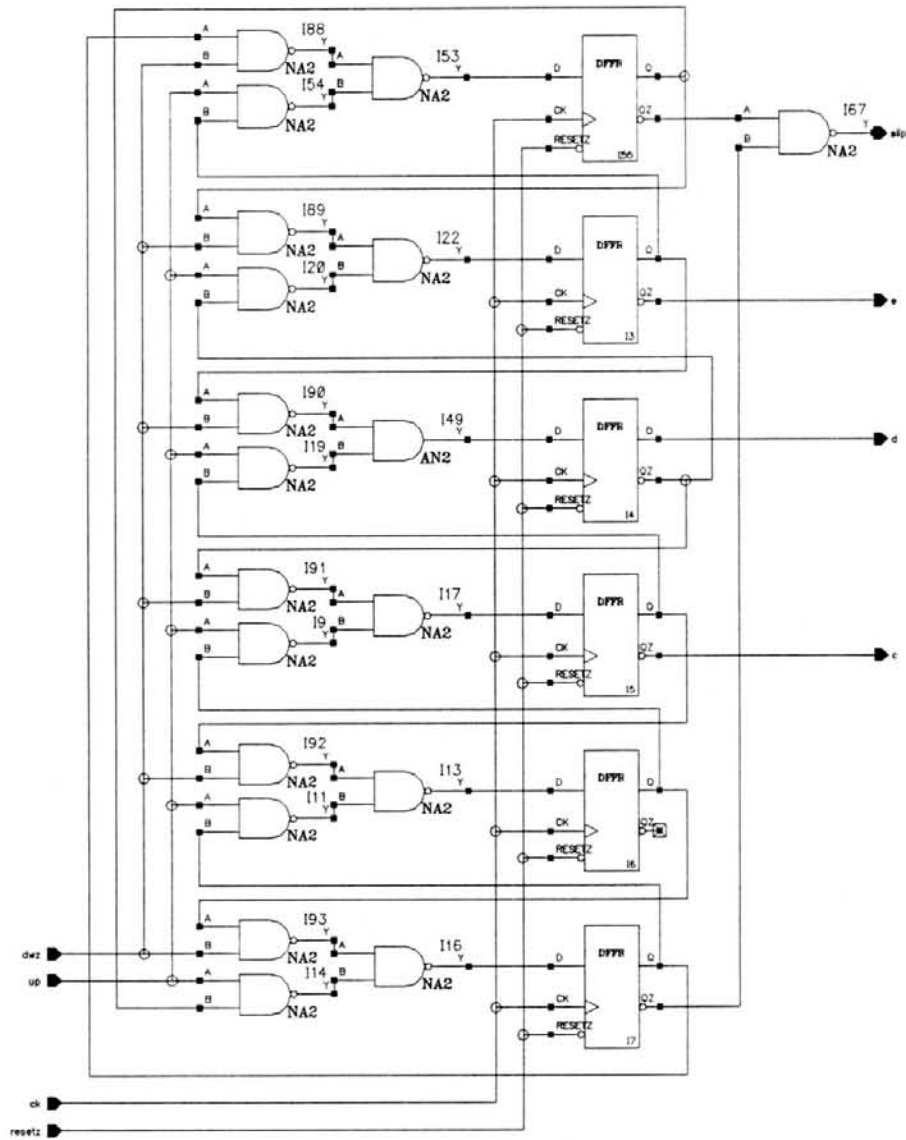 A I88 Y A I53 Y D DFFR Q
B NA2 B NA2
A I54 Y CK QZ A I67 Y slip
B NA2 RESETZ I56 B NA2
A I89 Y A I22 Y D DFFR Q
B NA2 B NA2
A I20 Y CK QZ e
B NA2 RESETZ I3
A I90 Y A I49 Y D DFFR Q d
B NA2 B AN2
A I19 Y CK QZ
B NA2 RESETZ I4
A I91 Y A I17 Y D DFFR Q
B NA2 B NA2
A I9 Y CK QZ c
B NA2 RESETZ I5
A I92 Y A I13 Y D DFFR Q
B NA2 B NA2
A I11 Y CK QZ
B NA2 RESETZ I6
A I93 Y A I16 Y D DFFR Q
dwz B NA2 B NA2
up A I14 Y CK QZ
B NA2 RESETZ I7
ck
resetz